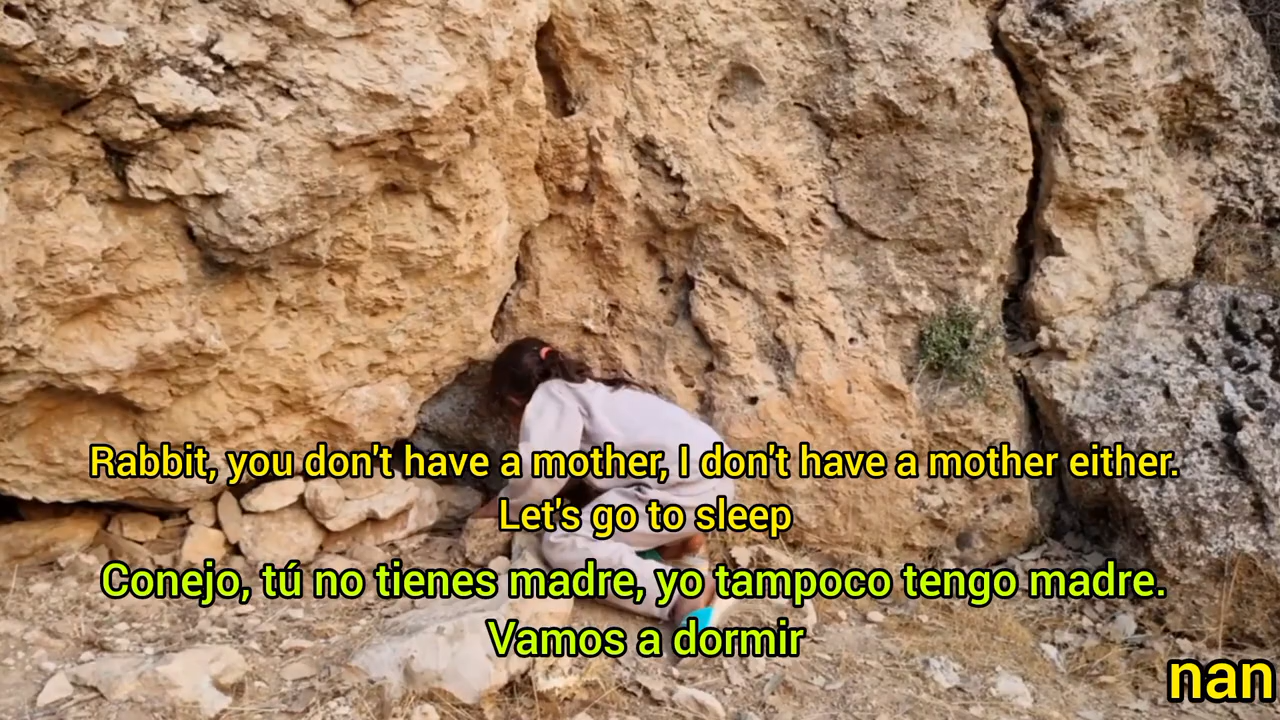 Rabbit, you don't have a mother, I don't have a mother either.
Let's go to sleep
Conejo, tú no tienes madre, yo tampoco tengo madre.
Vamos a dormir
nan